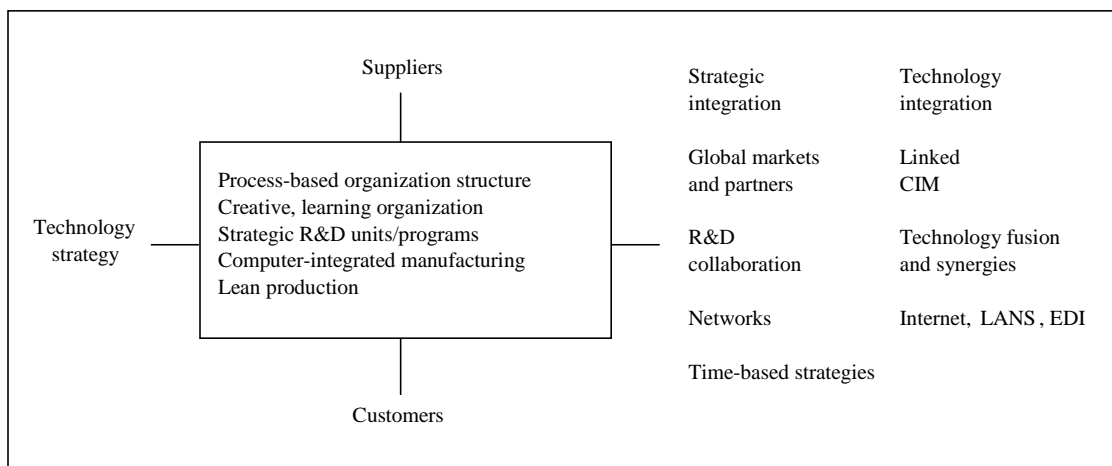 Suppliers
Technology
strategy
Process-based organization structure
Creative, learning organization
Strategic R&D units/programs
Computer-integrated manufacturing
Lean production
Customers
Strategic
integration
Global markets
and partners
R&D
collaboration
Networks
Time-based strategies
Technology
integration
Linked
CIM
Technology fusion
and synergies
Internet, LANS , EDI